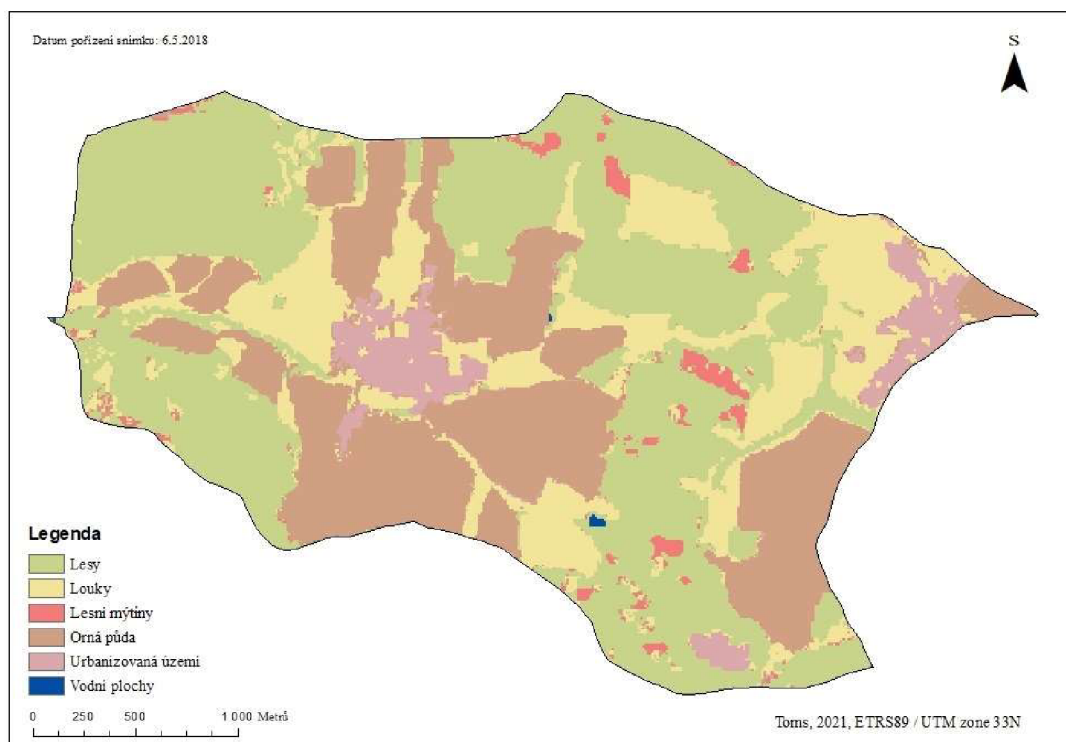 Datum pořízení snímku: 6.5.2018
S
Legenda
Lesy
Louky
Lesní mýtiny
Orná půda
Urbanizovaná území
Vodní plochy
0 250 500 1 000 Metrů
Toms, 2021, ETRS89 / UTM zone 33N